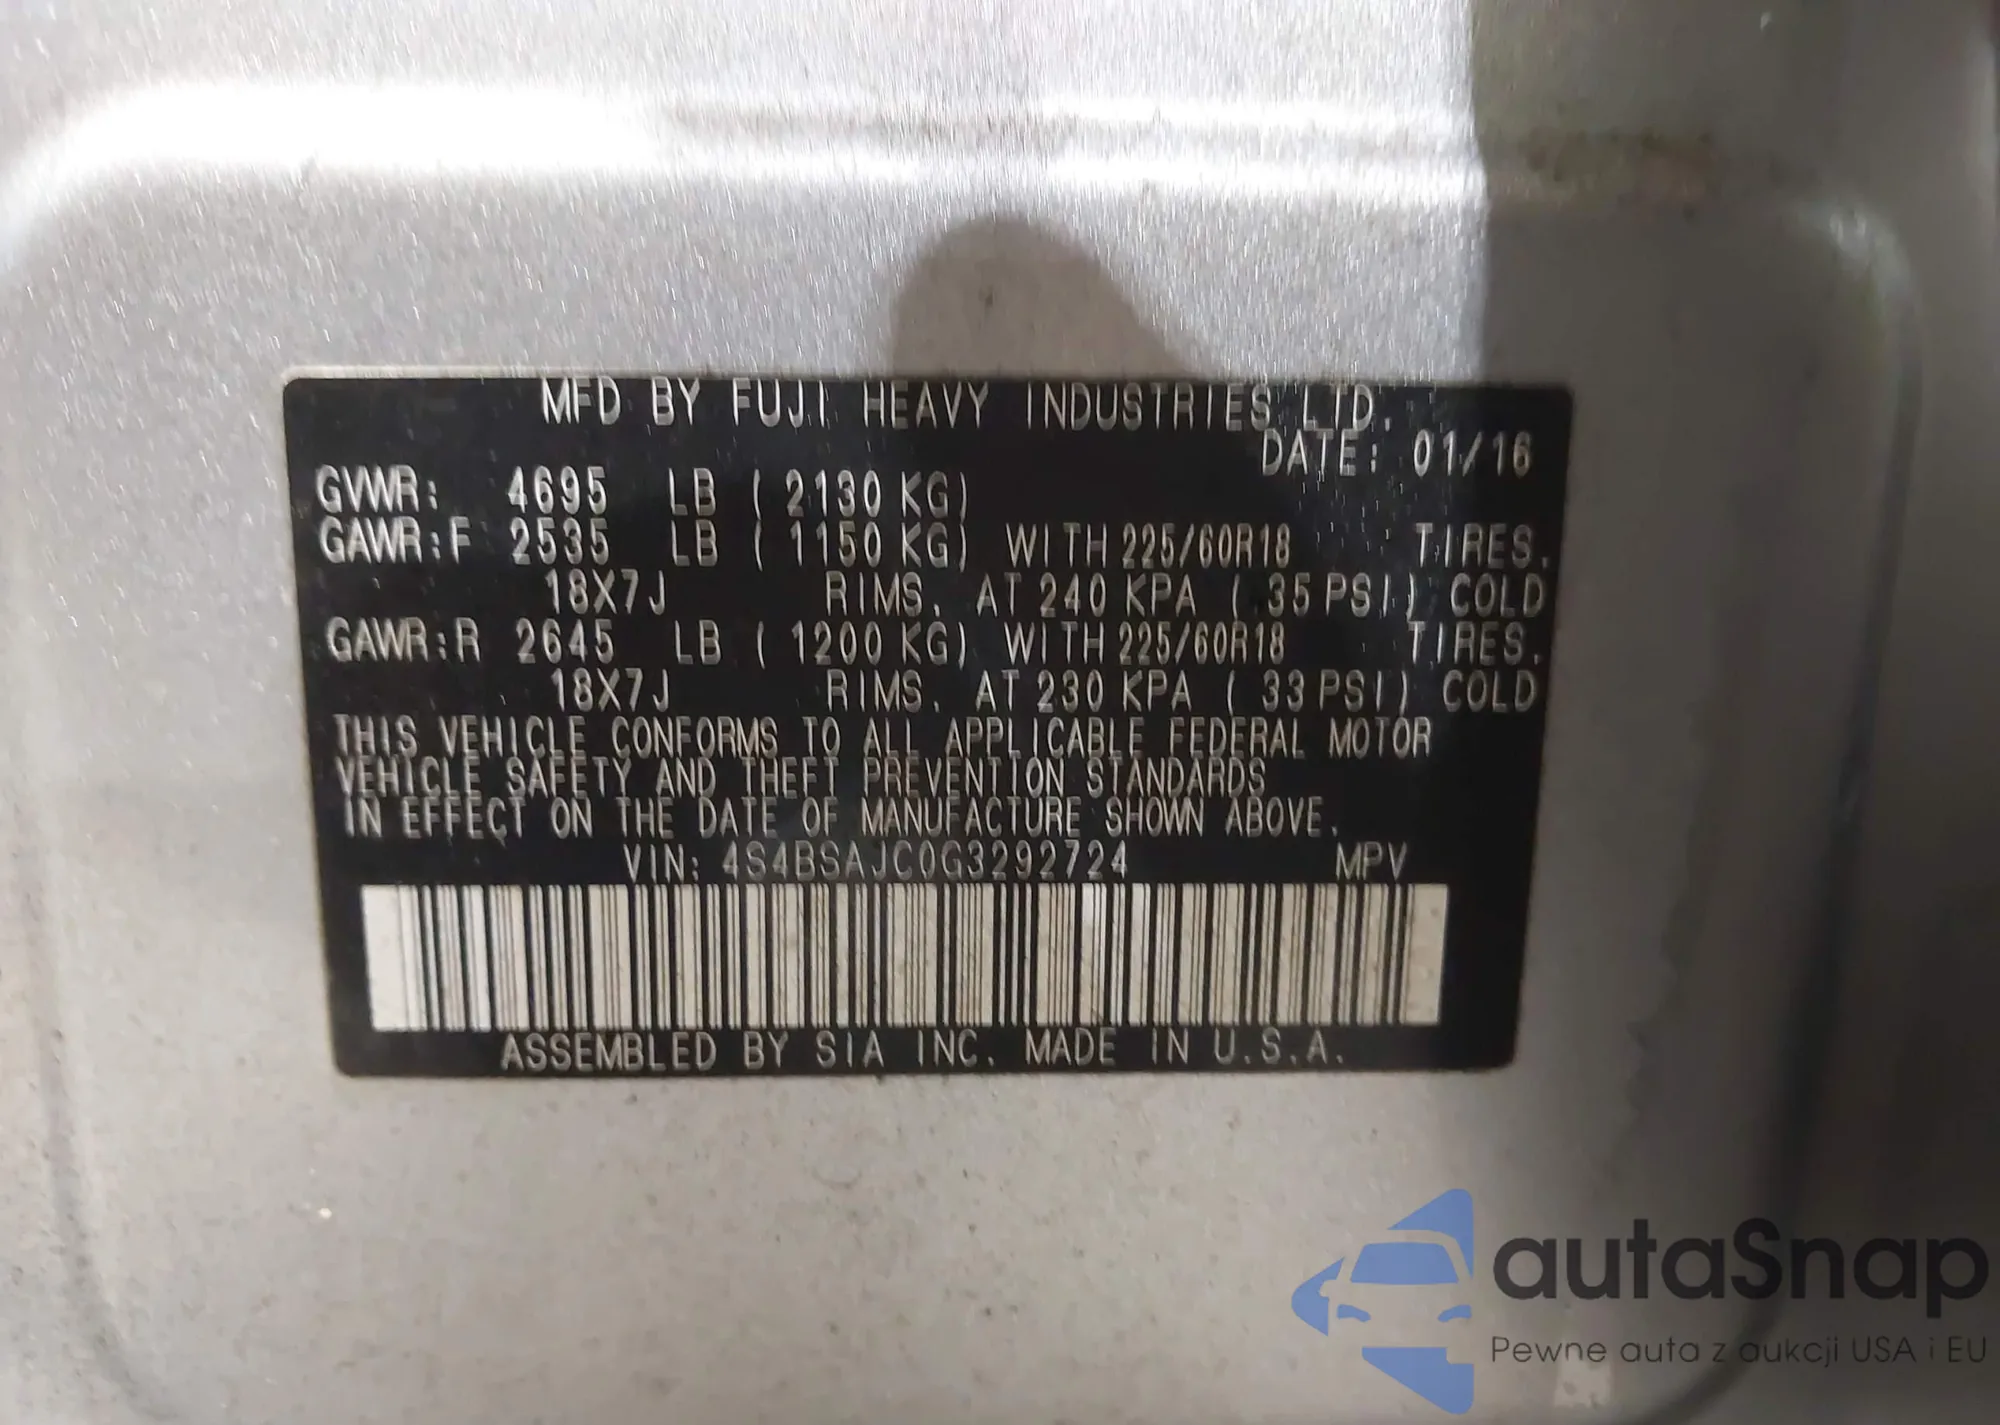 MFD BY FUJI HEAVY INDUSTRIES LTD.
DATE: 01/16
GVWR: 4695 LB (2130 KG)
GAWR:F 2535 LB (1150 KG) WITH 225/60R18 TIRES.
18X7J RIMS. AT 240 KPA (35 PSI) COLD
GAWR:R 2645 LB (1200 KG) WITH 225/60R18 TIRES.
18X7J RIMS. AT 230 KPA (33 PSI) COLD
THIS VEHICLE CONFORMS TO ALL APPLICABLE FEDERAL MOTOR
VEHICLE SAFETY AND THEFT PREVENTION STANDARDS
IN EFFECT ON THE DATE OF MANUFACTURE SHOWN ABOVE.
VIN: 4S4BSAJC0G3292724 MPV
ASSEMBLED BY SIA INC. MADE IN U.S.A.
autaSnap
Pewne auta z aukcji USA i EU